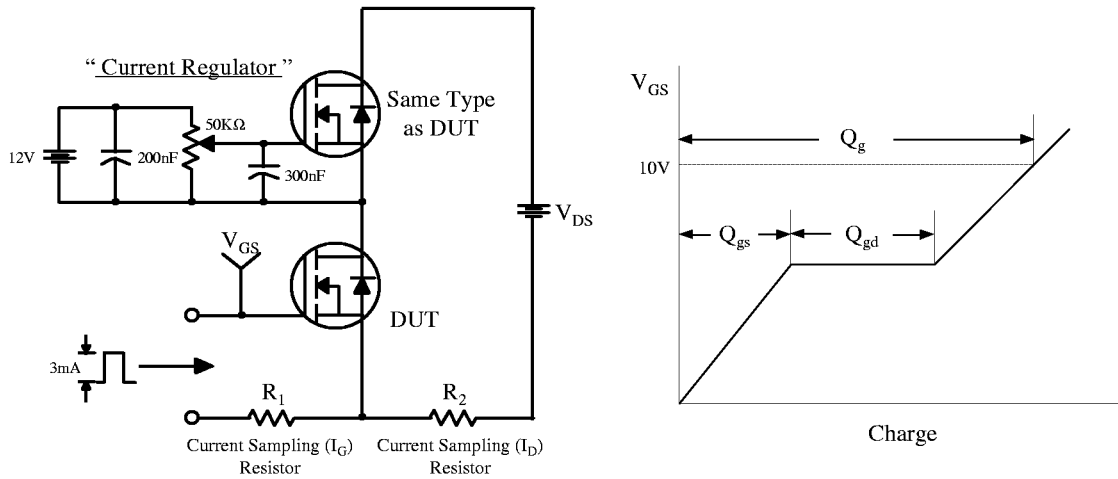 “ Current Regulator ”
Same Type
as DUT
50KΩ
12V
200nF
300nF
V_GS
DUT
V_DS
3mA
R_1
R_2
Current Sampling (I_G)
Resistor
Current Sampling (I_D)
Resistor
V_GS
Q_g
10V
Q_gs
Q_gd
Charge